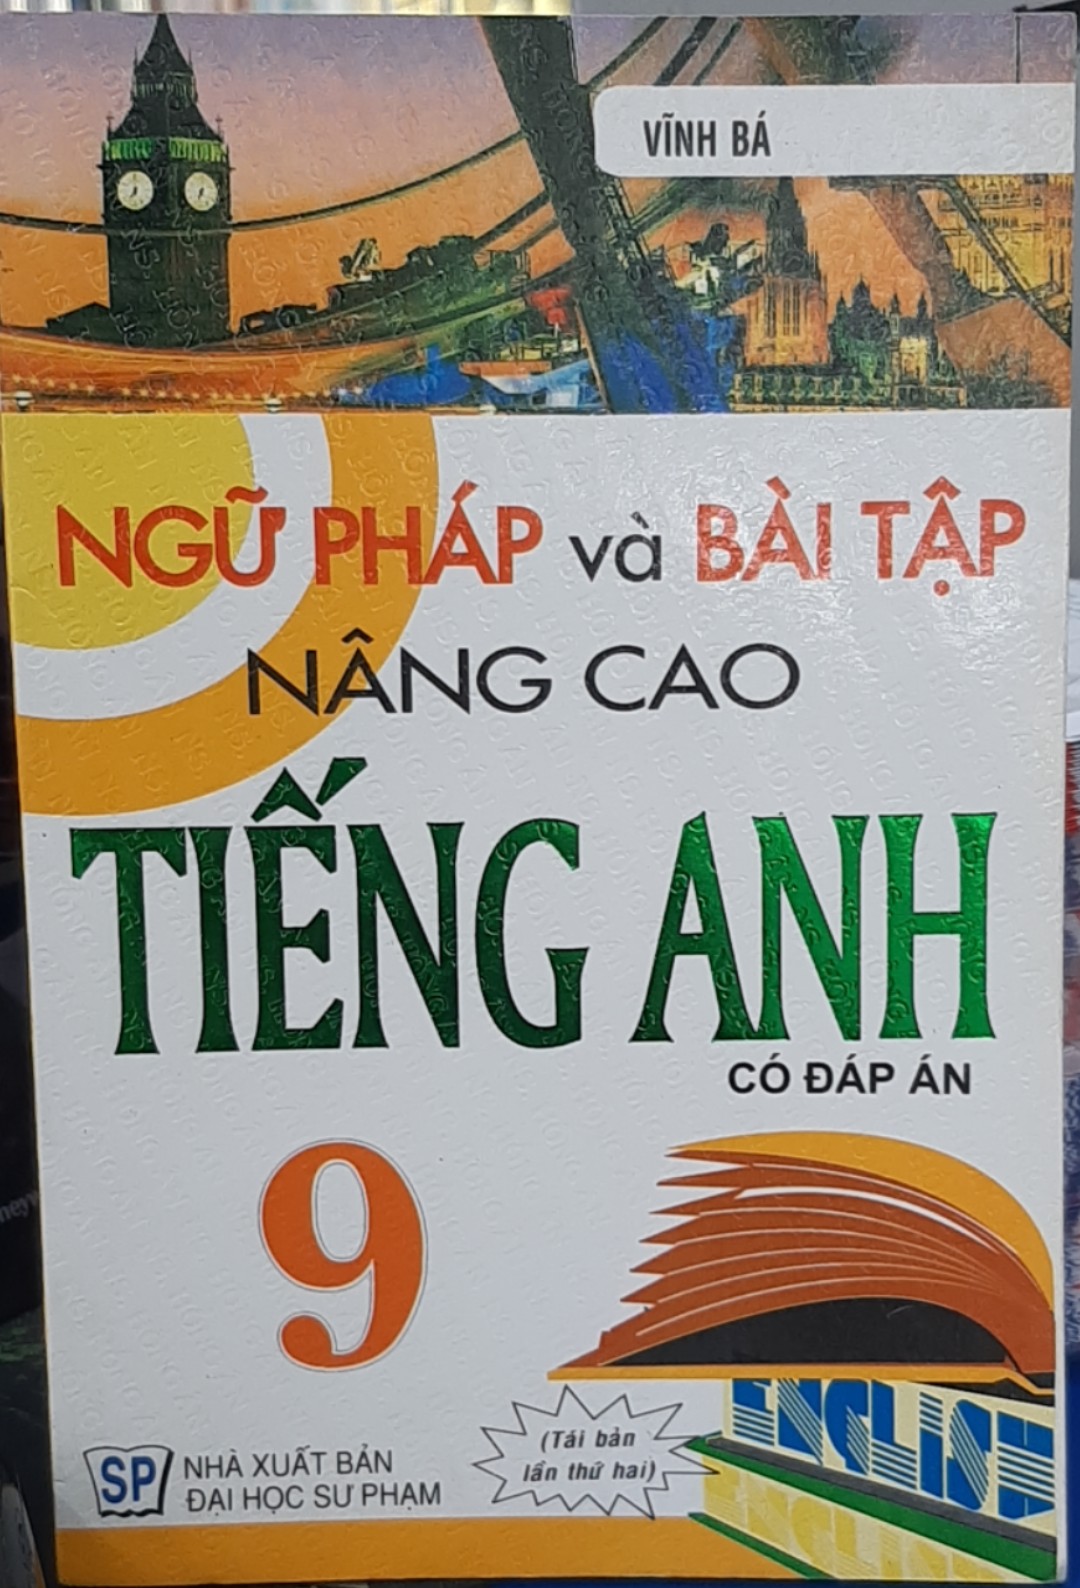 VĨNH BÁ
NGỮ PHÁP và BÀI TẬP
NÂNG CAO
TIẾNG ANH
CÓ ĐÁP ÁN
9
(Tái bản
lần thứ hai)
ENGLISH
SP
NHÀ XUẤT BẢN
ĐẠI HỌC SƯ PHẠM